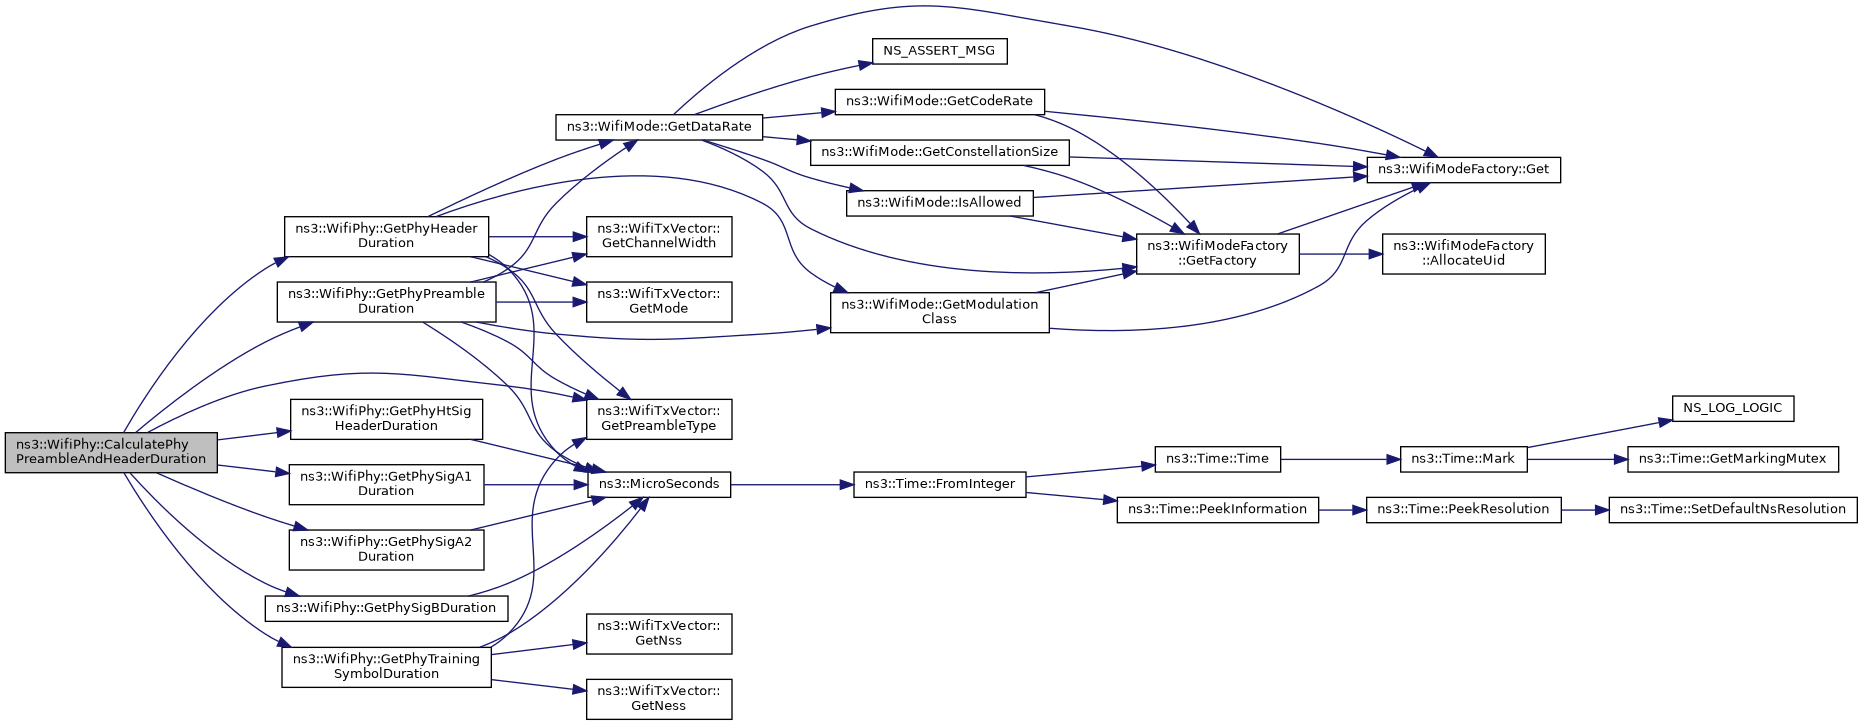 ns3::WifiPhy::CalculatePhy
PreambleAndHeaderDuration
ns3::WifiPhy::GetPhyHeader
Duration
ns3::WifiPhy::GetPhyPreamble
Duration
ns3::WifiPhy::GetPhyHtSig
HeaderDuration
ns3::WifiPhy::GetPhySigA1
Duration
ns3::WifiPhy::GetPhySigA2
Duration
ns3::WifiPhy::GetPhySigBDuration
ns3::WifiPhy::GetPhyTraining
SymbolDuration
ns3::WifiMode::GetDataRate
ns3::WifiTxVector::
GetChannelWidth
ns3::WifiTxVector::
GetMode
ns3::WifiTxVector::
GetPreambleType
ns3::MicroSeconds
ns3::WifiTxVector::
GetNss
ns3::WifiTxVector::
GetNess
NS_ASSERT_MSG
ns3::WifiMode::GetCodeRate
ns3::WifiMode::GetConstellationSize
ns3::WifiMode::IsAllowed
ns3::WifiMode::GetModulation
Class
ns3::Time::FromInteger
ns3::WifiModeFactory
::GetFactory
ns3::Time::Time
ns3::Time::PeekInformation
ns3::WifiModeFactory::Get
ns3::WifiModeFactory
::AllocateUid
ns3::Time::Mark
ns3::Time::PeekResolution
NS_LOG_LOGIC
ns3::Time::GetMarkingMutex
ns3::Time::SetDefaultNsResolution